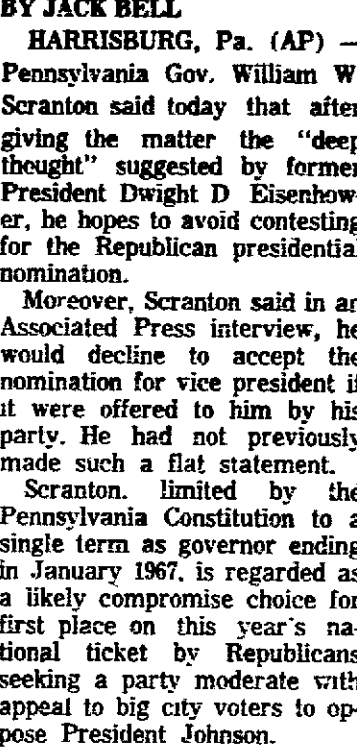 BY JACK BELL
HARRISBURG, Pa. (AP) —
Pennsylvania Gov. William W
Scranton said today that after
giving the matter the "deep
thought" suggested by former
President Dwight D Eisenhow-
er, he hopes to avoid contesting
for the Republican presidential
nomination.
Moreover, Scranton said in an
Associated Press interview, he
would decline to accept the
nomination for vice president if
it were offered to him by his
party. He had not previously
made such a flat statement.
Scranton. limited by the
Pennsylvania Constitution to a
single term as governor ending
in January 1967, is regarded as
a likely compromise choice for
first place on this year's na-
tional ticket by Republicans
seeking a party moderate with
appeal to big city voters to op-
pose President Johnson.